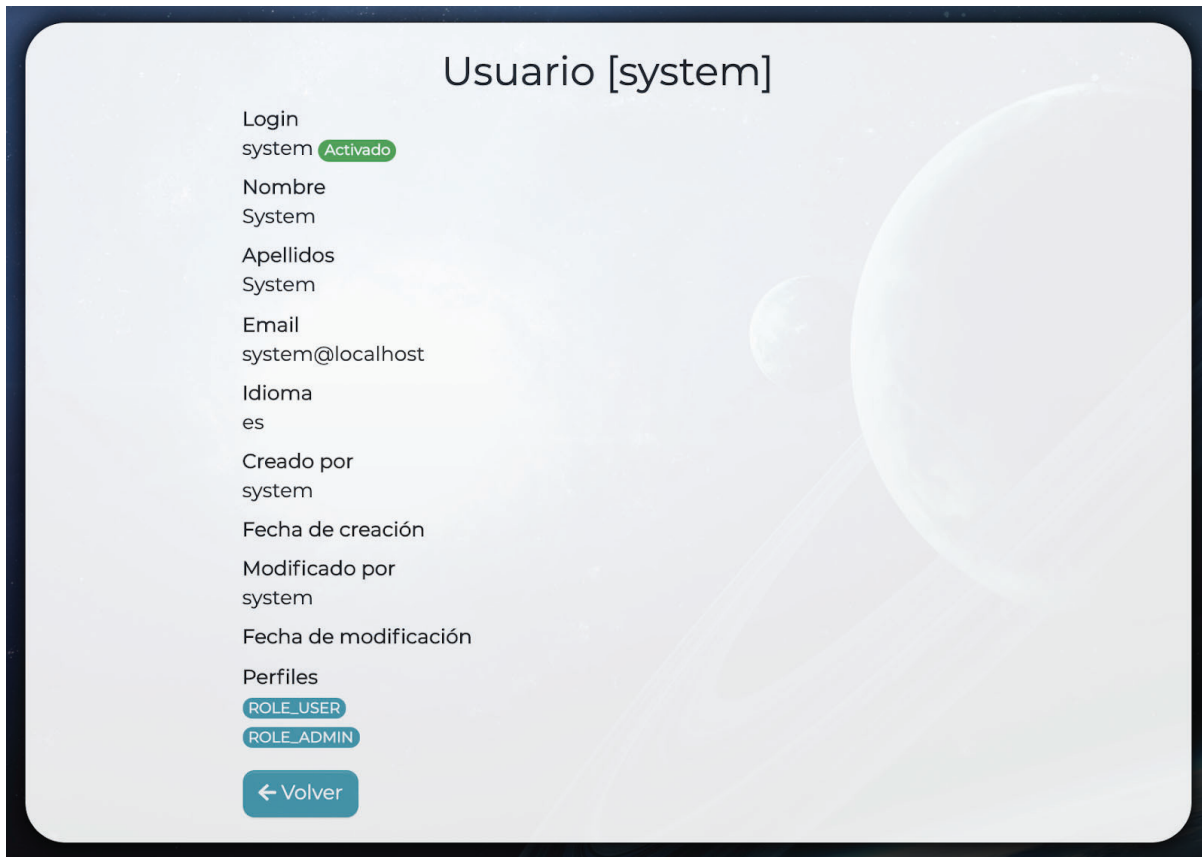 Usuario [system]
Login
system Activado
Nombre
System
Apellidos
System
Email
system@localhost
Idioma
es
Creado por
system
Fecha de creación
Modificado por
system
Fecha de modificación
Perfiles
ROLE_USER
ROLE_ADMIN
Volver